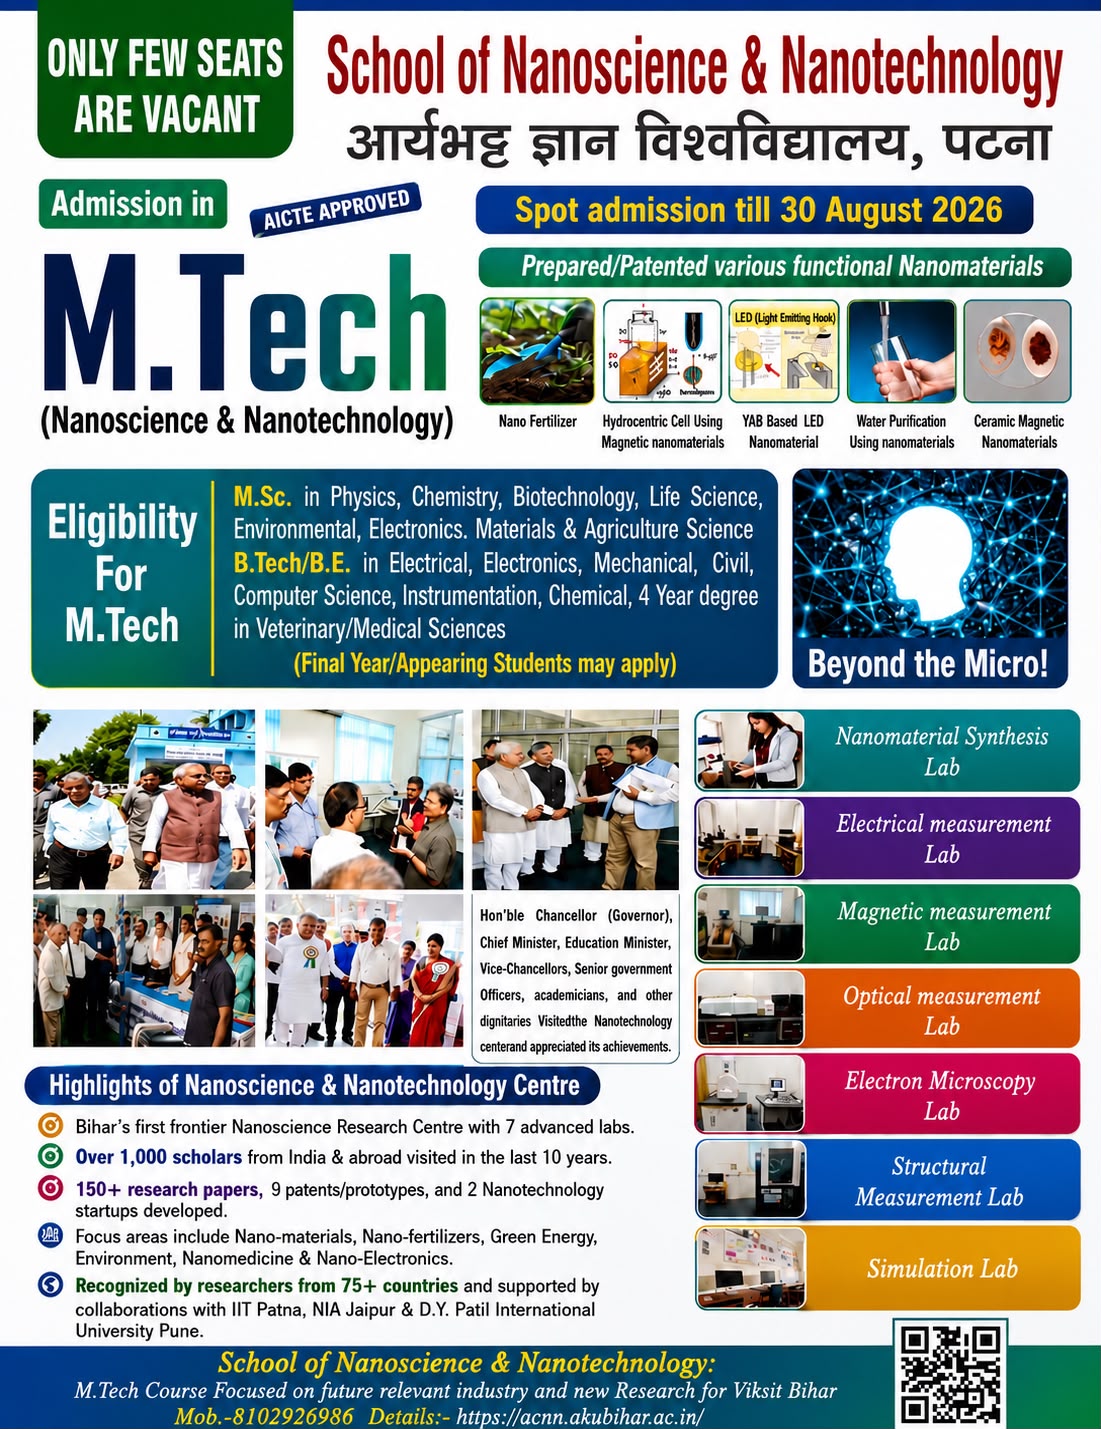 ONLY FEW SEATS
ARE VACANT
School of Nanoscience & Nanotechnology
आर्यभट्ट ज्ञान विश्वविद्यालय, पटना
Admission in
AICTE APPROVED
Spot admission till 30 August 2026
M.Tech
(Nanoscience & Nanotechnology)
Prepared/Patented various functional Nanomaterials
LED (Light Emitting Hook)
Nano Fertilizer
Hydrocentric Cell Using
Magnetic nanomaterials
YAB Based LED
Nanomaterial
Water Purification
Using nanomaterials
Ceramic Magnetic
Nanomaterials
Eligibility
For
M.Tech
M.Sc. in Physics, Chemistry, Biotechnology, Life Science,
Environmental, Electronics. Materials & Agriculture Science
B.Tech/B.E. in Electrical, Electronics, Mechanical, Civil,
Computer Science, Instrumentation, Chemical, 4 Year degree
in Veterinary/Medical Sciences
(Final Year/Appearing Students may apply)
Beyond the Micro!
Hon'ble Chancellor (Governor),
Chief Minister, Education Minister,
Vice-Chancellors, Senior government
Officers, academicians, and other
dignitaries Visitedthe Nanotechnology
centerand appreciated its achievements.
Nanomaterial Synthesis
Lab
Electrical measurement
Lab
Magnetic measurement
Lab
Optical measurement
Lab
Electron Microscopy
Lab
Structural
Measurement Lab
Simulation Lab
Highlights of Nanoscience & Nanotechnology Centre
Bihar's first frontier Nanoscience Research Centre with 7 advanced labs.
Over 1,000 scholars from India & abroad visited in the last 10 years.
150+ research papers, 9 patents/prototypes, and 2 Nanotechnology
startups developed.
Focus areas include Nano-materials, Nano-fertilizers, Green Energy,
Environment, Nanomedicine & Nano-Electronics.
Recognized by researchers from 75+ countries and supported by
collaborations with IIT Patna, NIA Jaipur & D.Y. Patil International
University Pune.
School of Nanoscience & Nanotechnology:
M.Tech Course Focused on future relevant industry and new Research for Viksit Bihar
Mob.-8102926986 Details:- https://acnn.akubihar.ac.in/